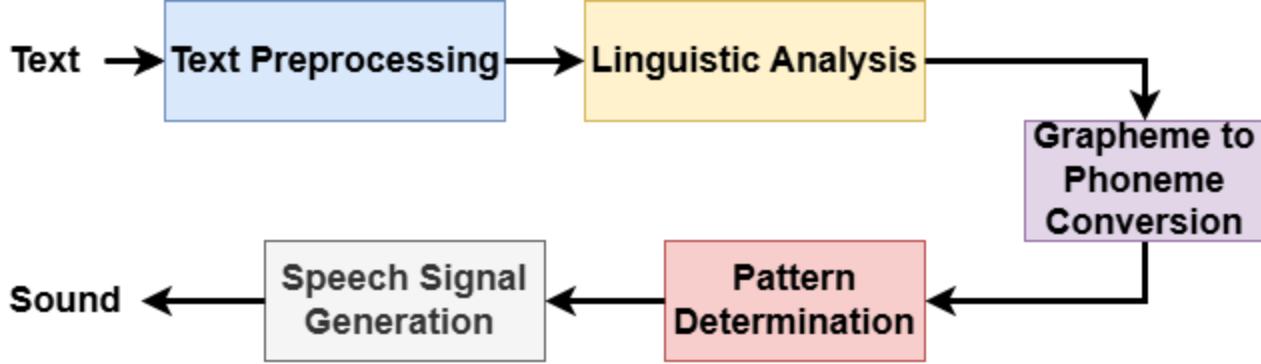 Text
Text Preprocessing
Linguistic Analysis
Grapheme to
Phoneme
Conversion
Pattern
Determination
Speech Signal
Generation
Sound